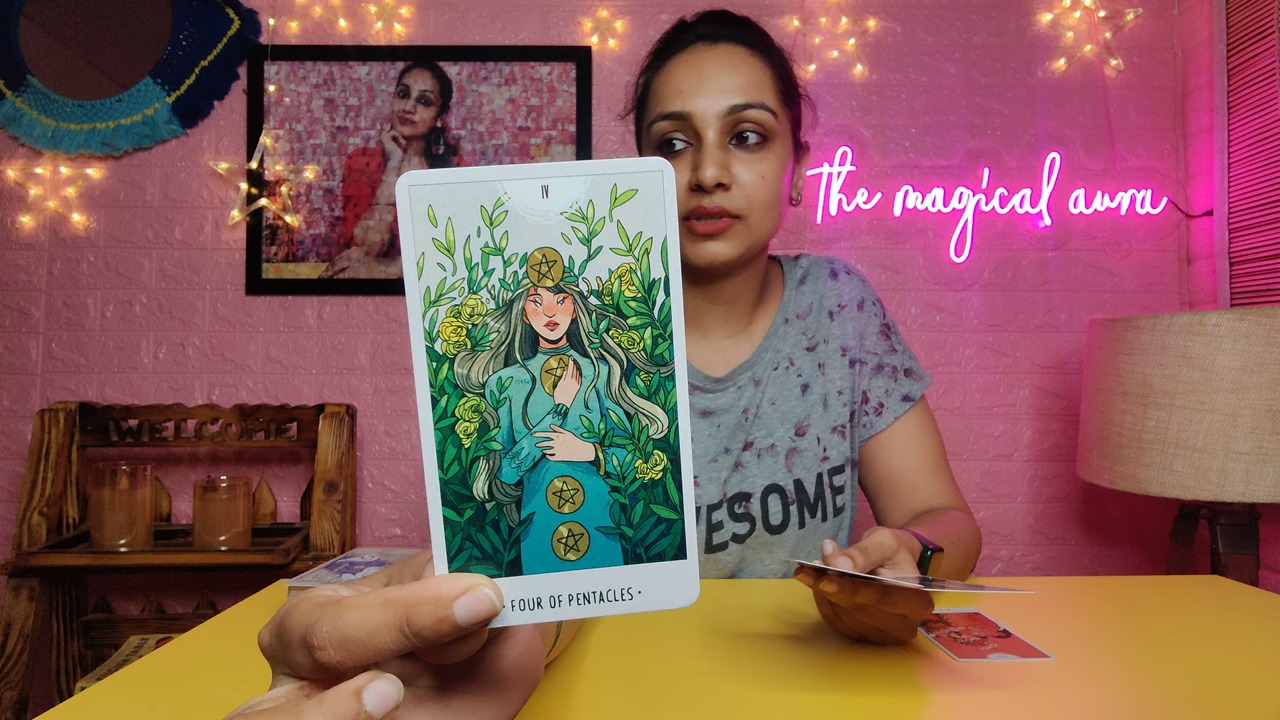 the magical aura
IV
WELCOME
ESOME
· FOUR OF PENTACLES ·